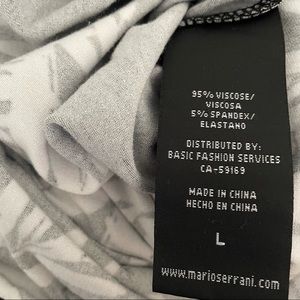 95% VISCOSE/
VISCOSA
5% SPANDEX/
ELASTANO
DISTRIBUTED BY:
BASIC FASHION SERVICES
CA-59169
MADE IN CHINA
HECHO EN CHINA
L
www.marioserrani.com